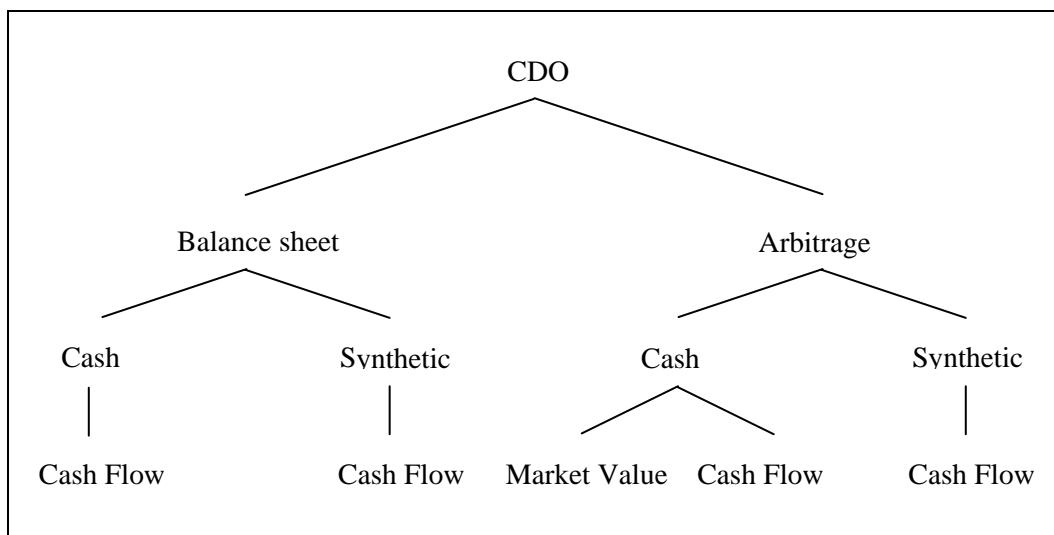 CDO
Balance sheet Arbitrage
Cash Synthetic Cash Synthetic
Cash Flow Cash Flow Market Value Cash Flow Cash Flow